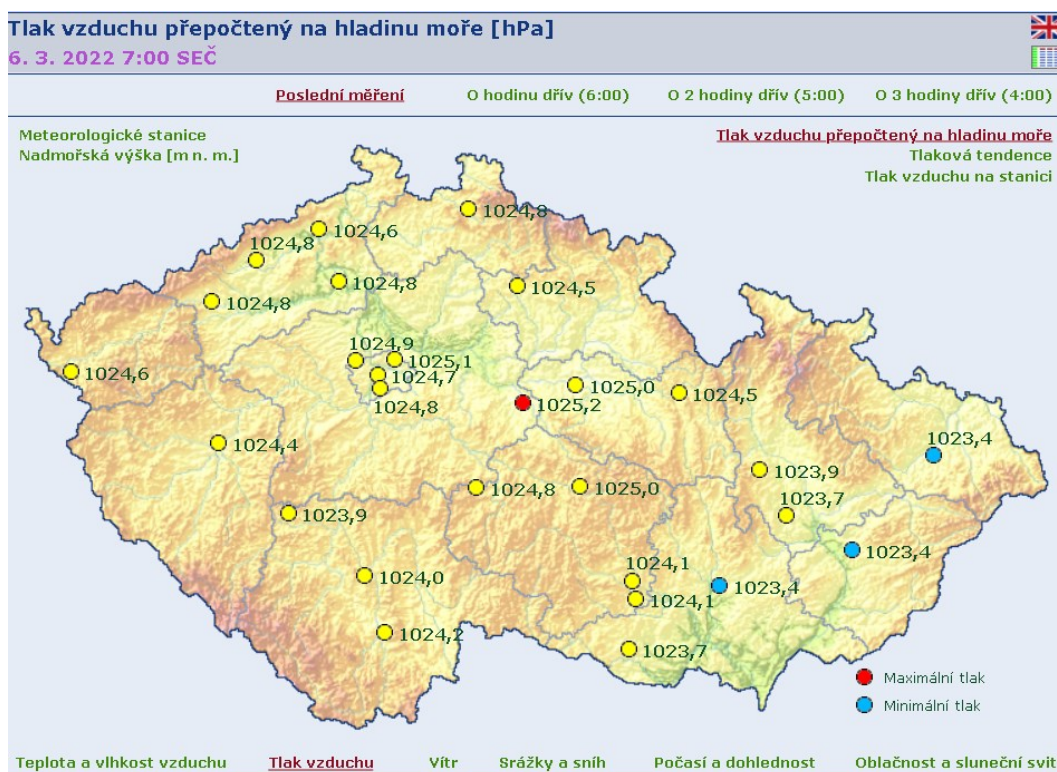 Tlak vzduchu přepočtený na hladinu moře [hPa]
6. 3. 2022 7:00 SEČ
Poslední měření O hodinu dřív (6:00) O 2 hodiny dřív (5:00) O 3 hodiny dřív (4:00)
Meteorologické stanice
Nadmořská výška [m n. m.]
Tlak vzduchu přepočtený na hladinu moře
Tlaková tendence
Tlak vzduchu na stanici
1024,8
1024,6
1024,8
1024,8
1024,5
1024,8
1024,9
1025,1
1024,6
1024,7
1025,0
1024,5
1024,8
1025,2
1024,4
1023,4
1023,9
1024,8
1025,0
1023,7
1023,9
1023,4
1024,1
1024,0
1023,4
1024,1
1024,2
1023,7
Maximální tlak
Minimální tlak
Teplota a vlhkost vzduchu Tlak vzduchu Vítr Srážky a sníh Počasí a dohlednost Oblačnost a sluneční svit